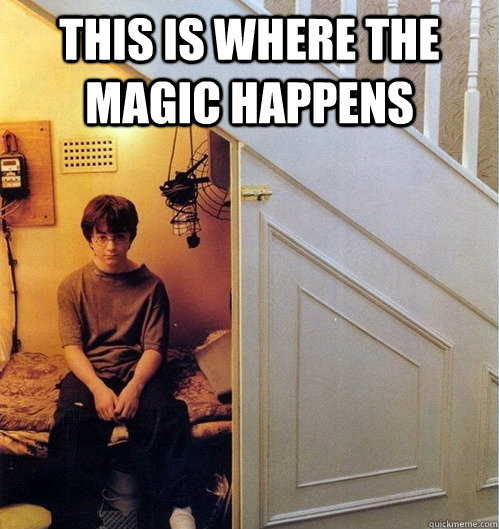 THIS IS WHERE THE
MAGIC HAPPENS
quickmeme.com